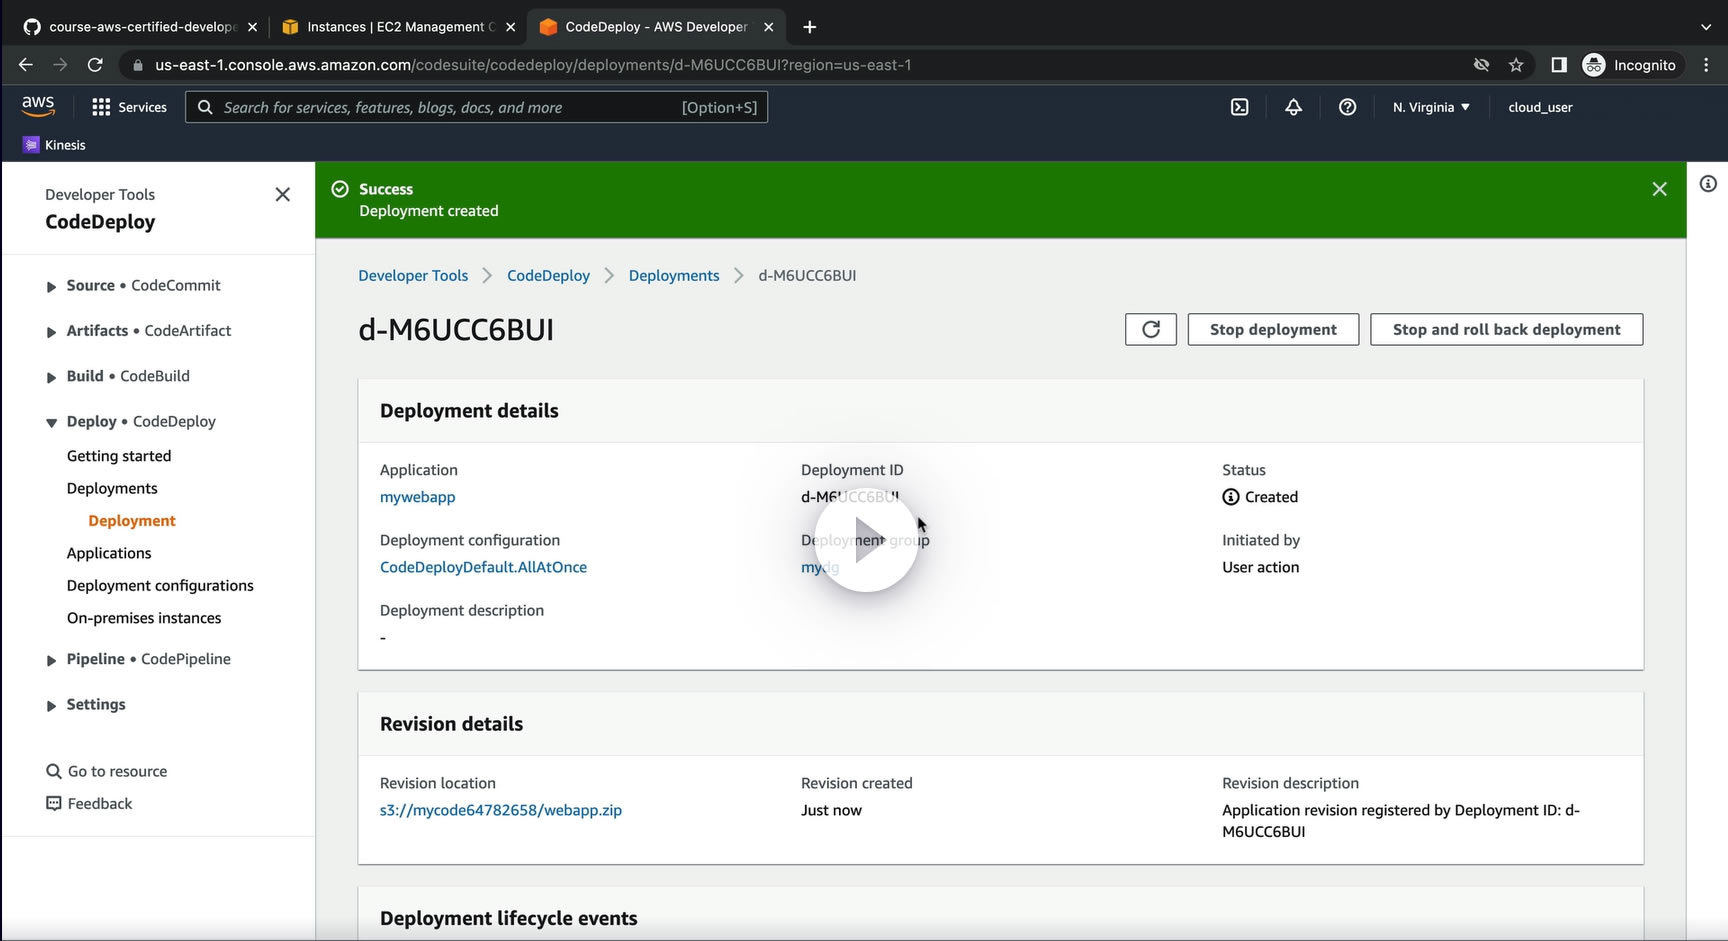 course-aws-certified-develope
Instances | EC2 Management C
CodeDeploy - AWS Developer
us-east-1.console.aws.amazon.com/codesuite/codedeploy/deployments/d-M6UCC6BUI?region=us-east-1
Incognito
aws
Services
Search for services, features, blogs, docs, and more
[Option+S]
N. Virginia
cloud_user
Kinesis
Developer Tools
CodeDeploy
Source • CodeCommit
Artifacts • CodeArtifact
Build • CodeBuild
Deploy • CodeDeploy
Getting started
Deployments
Deployment
Applications
Deployment configurations
On-premises instances
Pipeline • CodePipeline
Settings
Go to resource
Feedback
Success
Deployment created
Developer Tools
CodeDeploy
Deployments
d-M6UCC6BUI
d-M6UCC6BUI
Stop deployment
Stop and roll back deployment
Deployment details
Application
mywebapp
Deployment ID
d-M6UCC6BUI
Status
Created
Deployment configuration
CodeDeployDefault.AllAtOnce
Deployment group
mydg
Initiated by
User action
Deployment description
-
Revision details
Revision location
s3://mycode64782658/webapp.zip
Revision created
Just now
Revision description
Application revision registered by Deployment ID: d-
M6UCC6BUI
Deployment lifecycle events